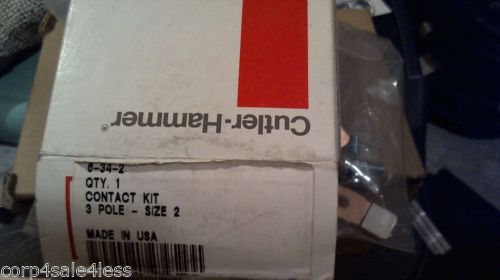 Cutler-Hammer®
6-34-2
QTY. 1
CONTACT KIT
3 POLE - SIZE 2
MADE IN USA
corp4sale4less